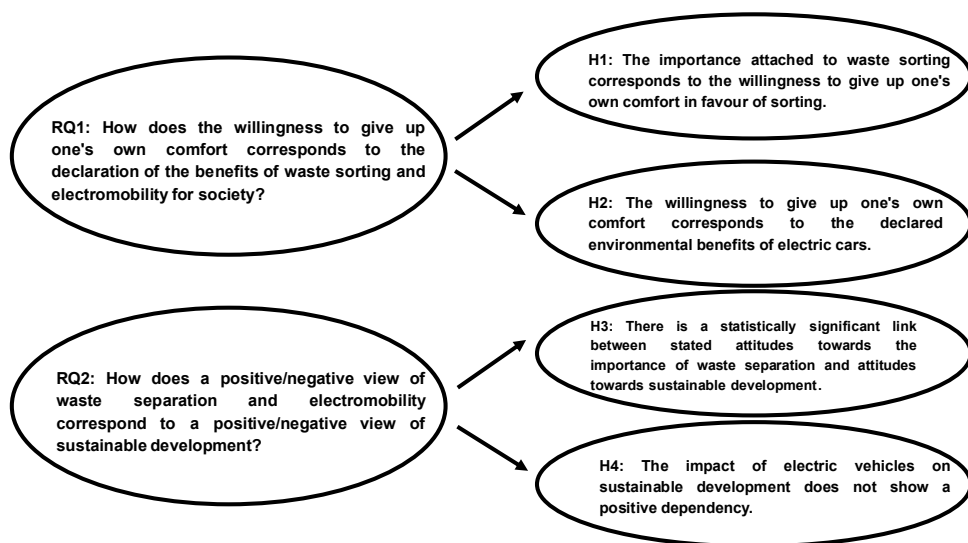 H1: The importance attached to waste sorting
corresponds to the willingness to give up one's
own comfort in favour of sorting.
RQ1: How does the willingness to give up
one's own comfort corresponds to the
declaration of the benefits of waste sorting and
electromobility for society?
H2: The willingness to give up one's own
comfort corresponds to the declared
environmental benefits of electric cars.
H3: There is a statistically significant link
between stated attitudes towards the
importance of waste separation and attitudes
towards sustainable development.
RQ2: How does a positive/negative view of
waste separation and electromobility
correspond to a positive/negative view of
sustainable development?
H4: The impact of electric vehicles on
sustainable development does not show a
positive dependency.